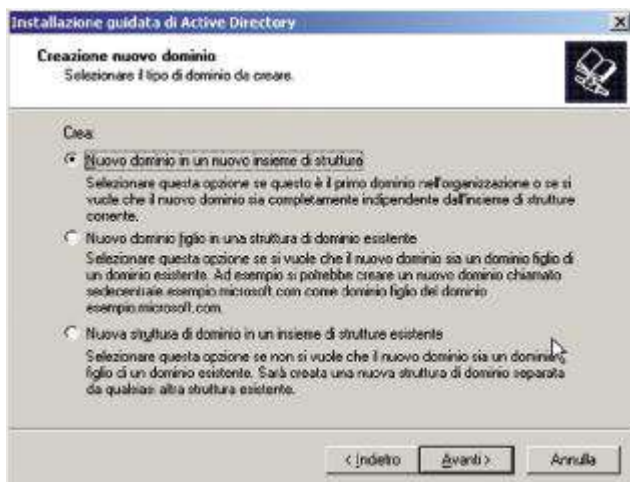 Installazione guidata di Active Directory
Creazione nuovo dominio
Selezionare il tipo di dominio da creare.
Crea:
Nuovo dominio in un nuovo insieme di strutture
Selezionare questa opzione se questo è il primo dominio nell'organizzazione o se si
vuole che il nuovo dominio sia completamente indipendente dall'insieme di strutture
corrente.
Nuovo dominio figlio in una struttura di dominio esistente
Selezionare questa opzione se si vuole che il nuovo dominio sia un dominio figlio di
un dominio esistente. Ad esempio si potrebbe creare un nuovo dominio chiamato
sedecentrale.esempio.microsoft.com come dominio figlio del dominio
esempio.microsoft.com.
Nuova struttura di dominio in un insieme di strutture esistente
Selezionare questa opzione se non si vuole che il nuovo dominio sia un dominio
figlio di un dominio esistente. Sarà creata una nuova struttura di dominio separata
da qualsiasi altra struttura esistente.
< Indietro
Avanti >
Annulla